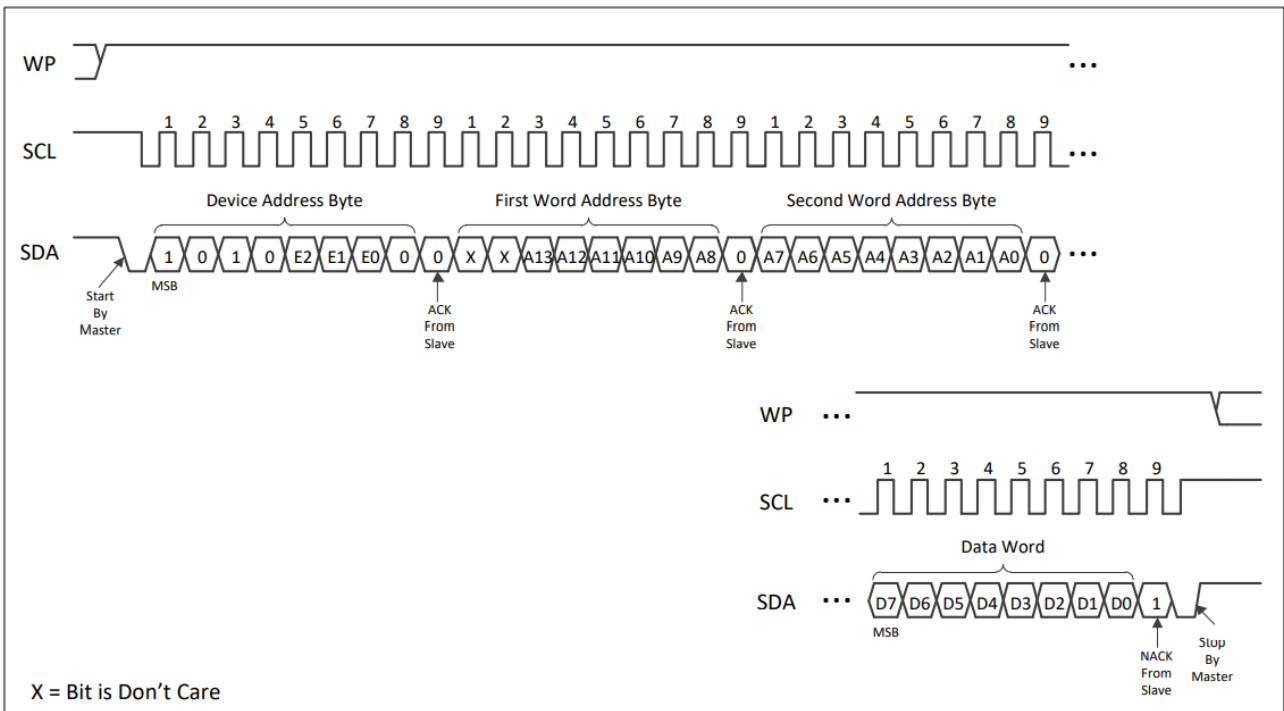 WP ...
1 2 3 4 5 6 7 8 9 1 2 3 4 5 6 7 8 9 1 2 3 4 5 6 7 8 9
SCL ...
Device Address Byte First Word Address Byte Second Word Address Byte
SDA 1 0 1 0 E2 E1 E0 0 0 X X A13 A12 A11 A10 A9 A8 0 A7 A6 A5 A4 A3 A2 A1 A0 0 ...
MSB
Start
By
Master
ACK
From
Slave
ACK
From
Slave
ACK
From
Slave
WP ...
1 2 3 4 5 6 7 8 9
SCL ...
Data Word
SDA ... D7 D6 D5 D4 D3 D2 D1 D0 1
MSB
NACK
From
Slave
Stop
By
Master
X = Bit is Don’t Care